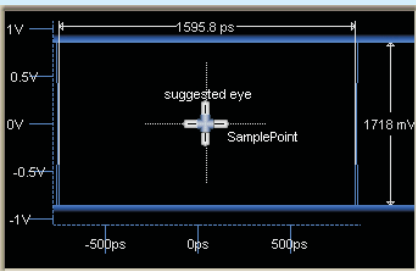 1V
1595.8 ps
0.5V
suggested eye
0V
1718 mV
SamplePoint
-0.5V
-1V
-500ps
0ps
500ps